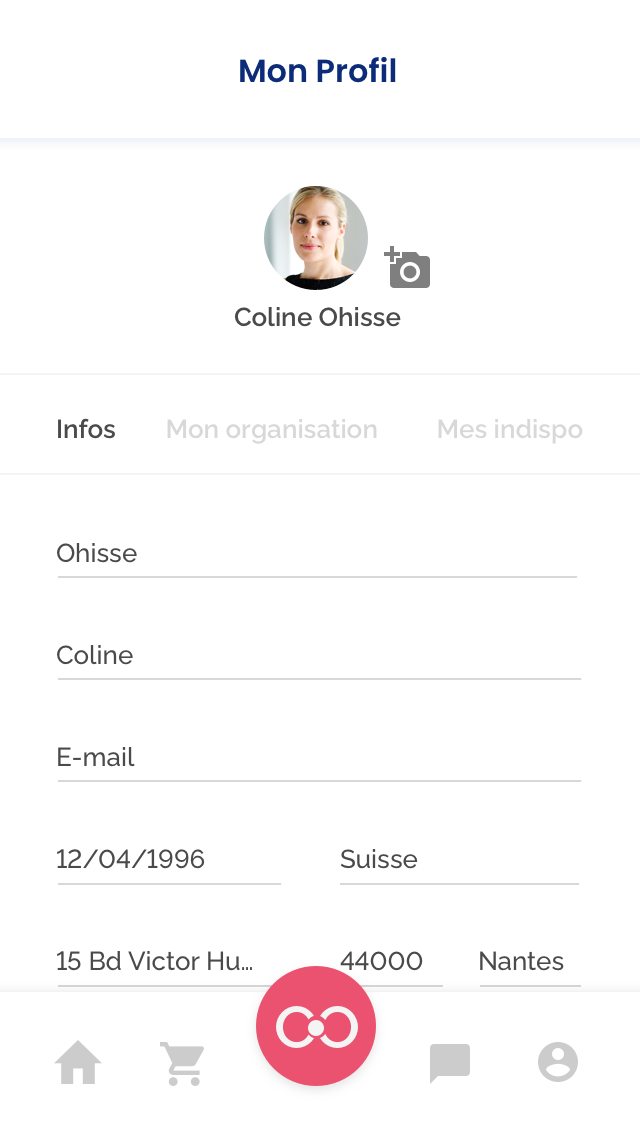 Mon Profil
Coline Ohisse
Infos Mon organisation Mes indispo
Ohisse
Coline
E-mail
12/04/1996 Suisse
15 Bd Victor Hu... 44000 Nantes